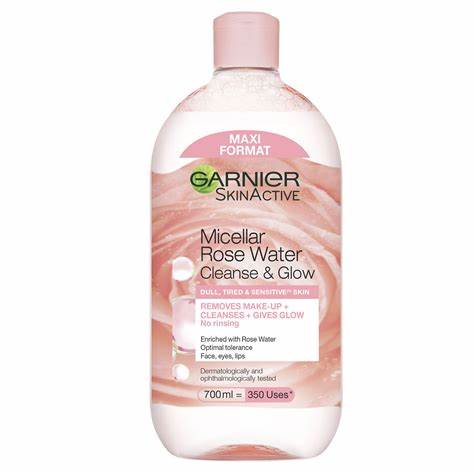 MAXI
FORMAT
GARNIER
SKINACTIVE
Micellar
Rose Water
Cleanse & Glow
DULL, TIRED & SENSITIVE SKIN
REMOVES MAKE-UP +
CLEANSES + GIVES GLOW
No rinsing
Enriched with Rose Water
Optimal tolerance
Face, eyes, lips
Dermatologically and
ophthalmologically tested
700ml = 350 Uses*